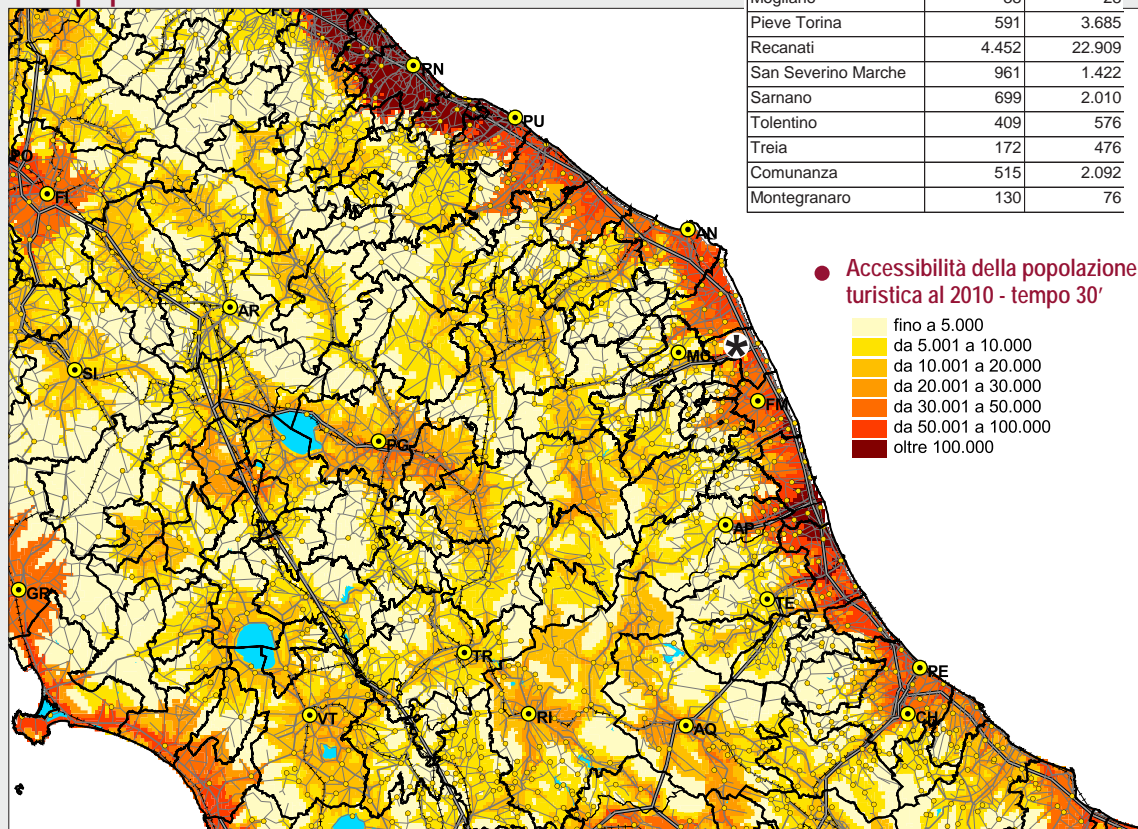 Pieve Torina 591 3.685
Recanati 4.452 22.909
San Severino Marche 961 1.422
Sarnano 699 2.010
Tolentino 409 576
Treia 172 476
Comunanza 515 2.092
Montegranaro 130 76
Accessibilità della popolazione
turistica al 2010 - tempo 30'
fino a 5.000
da 5.001 a 10.000
da 10.001 a 20.000
da 20.001 a 30.000
da 30.001 a 50.000
da 50.001 a 100.000
oltre 100.000
RN
PU
PO
FI
AN
AR
MC
SI
FM
PG
AP
GR
TE
TR
PE
VT
RI
CH
AQ